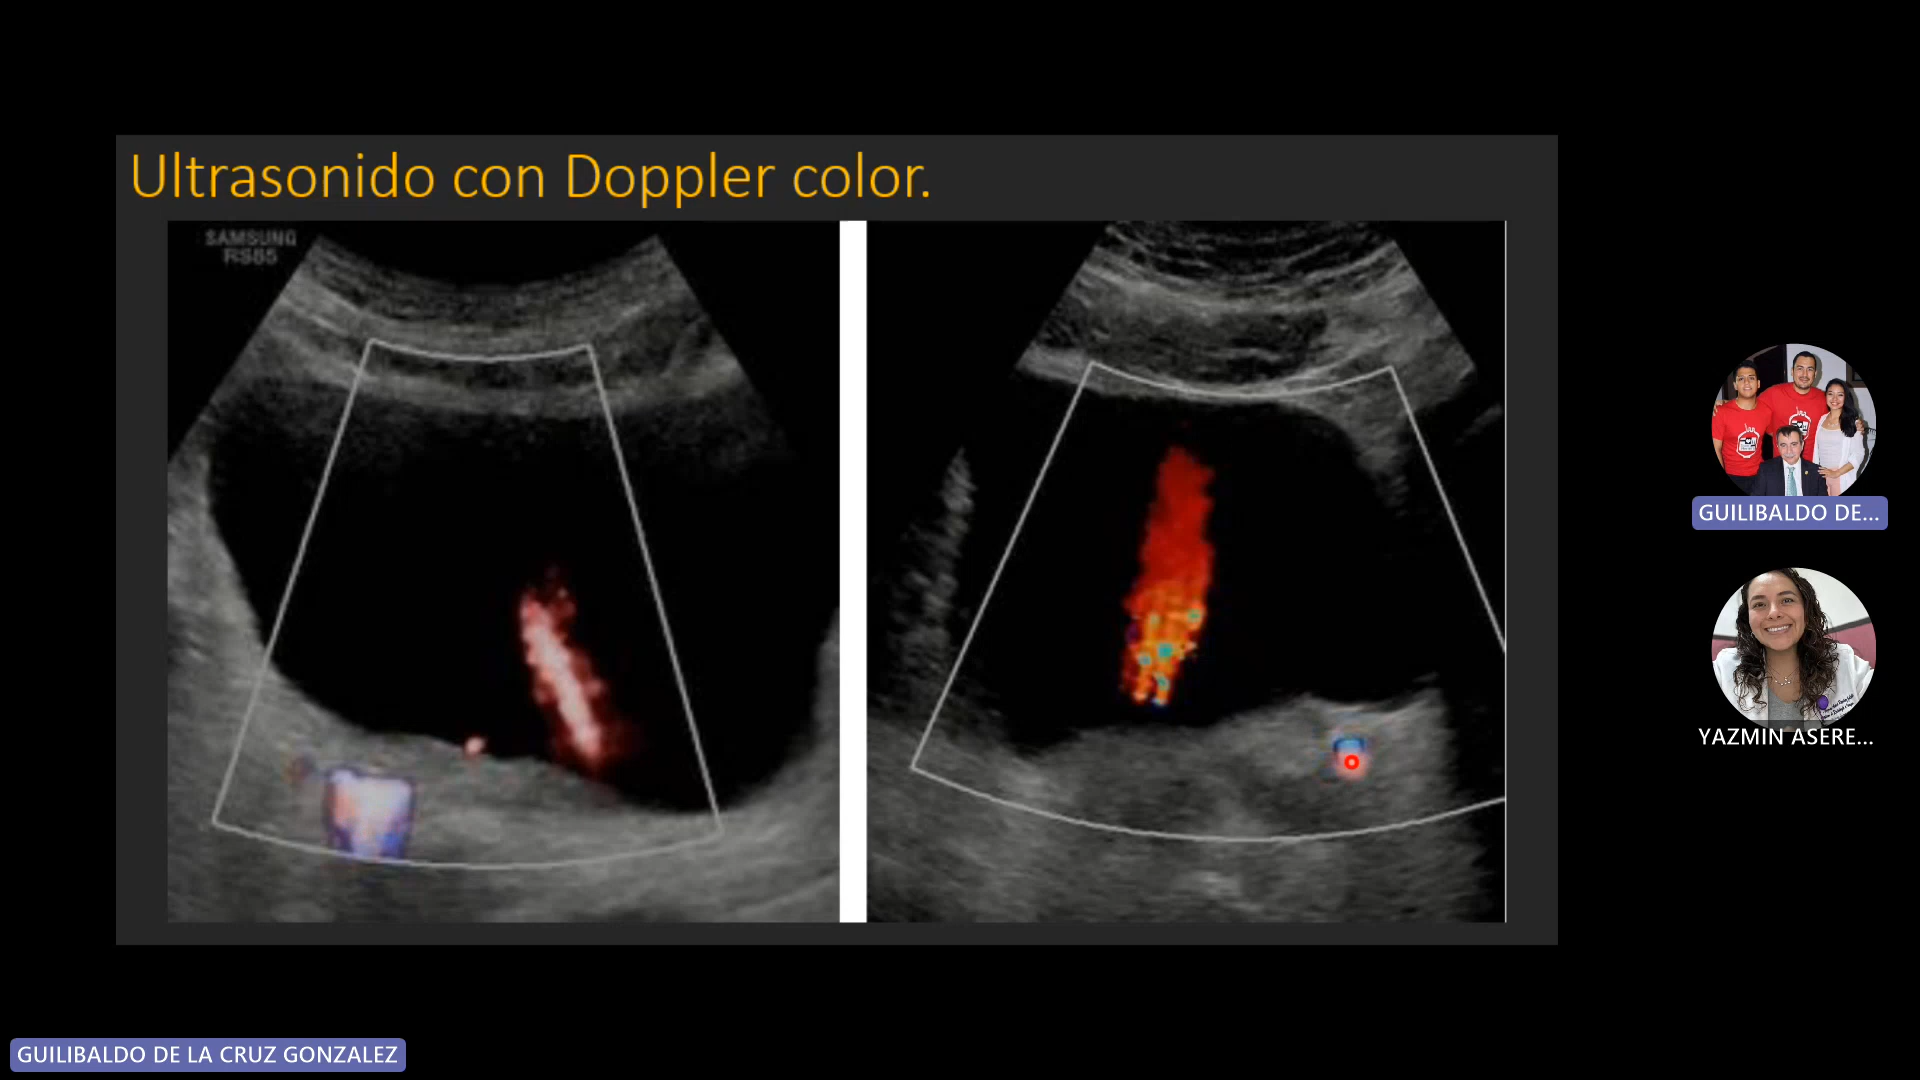 Ultrasonido con Doppler color.
SAMSUNG
RS85
GUILIBALDO DE...
YAZMIN ASERE...
GUILIBALDO DE LA CRUZ GONZALEZ